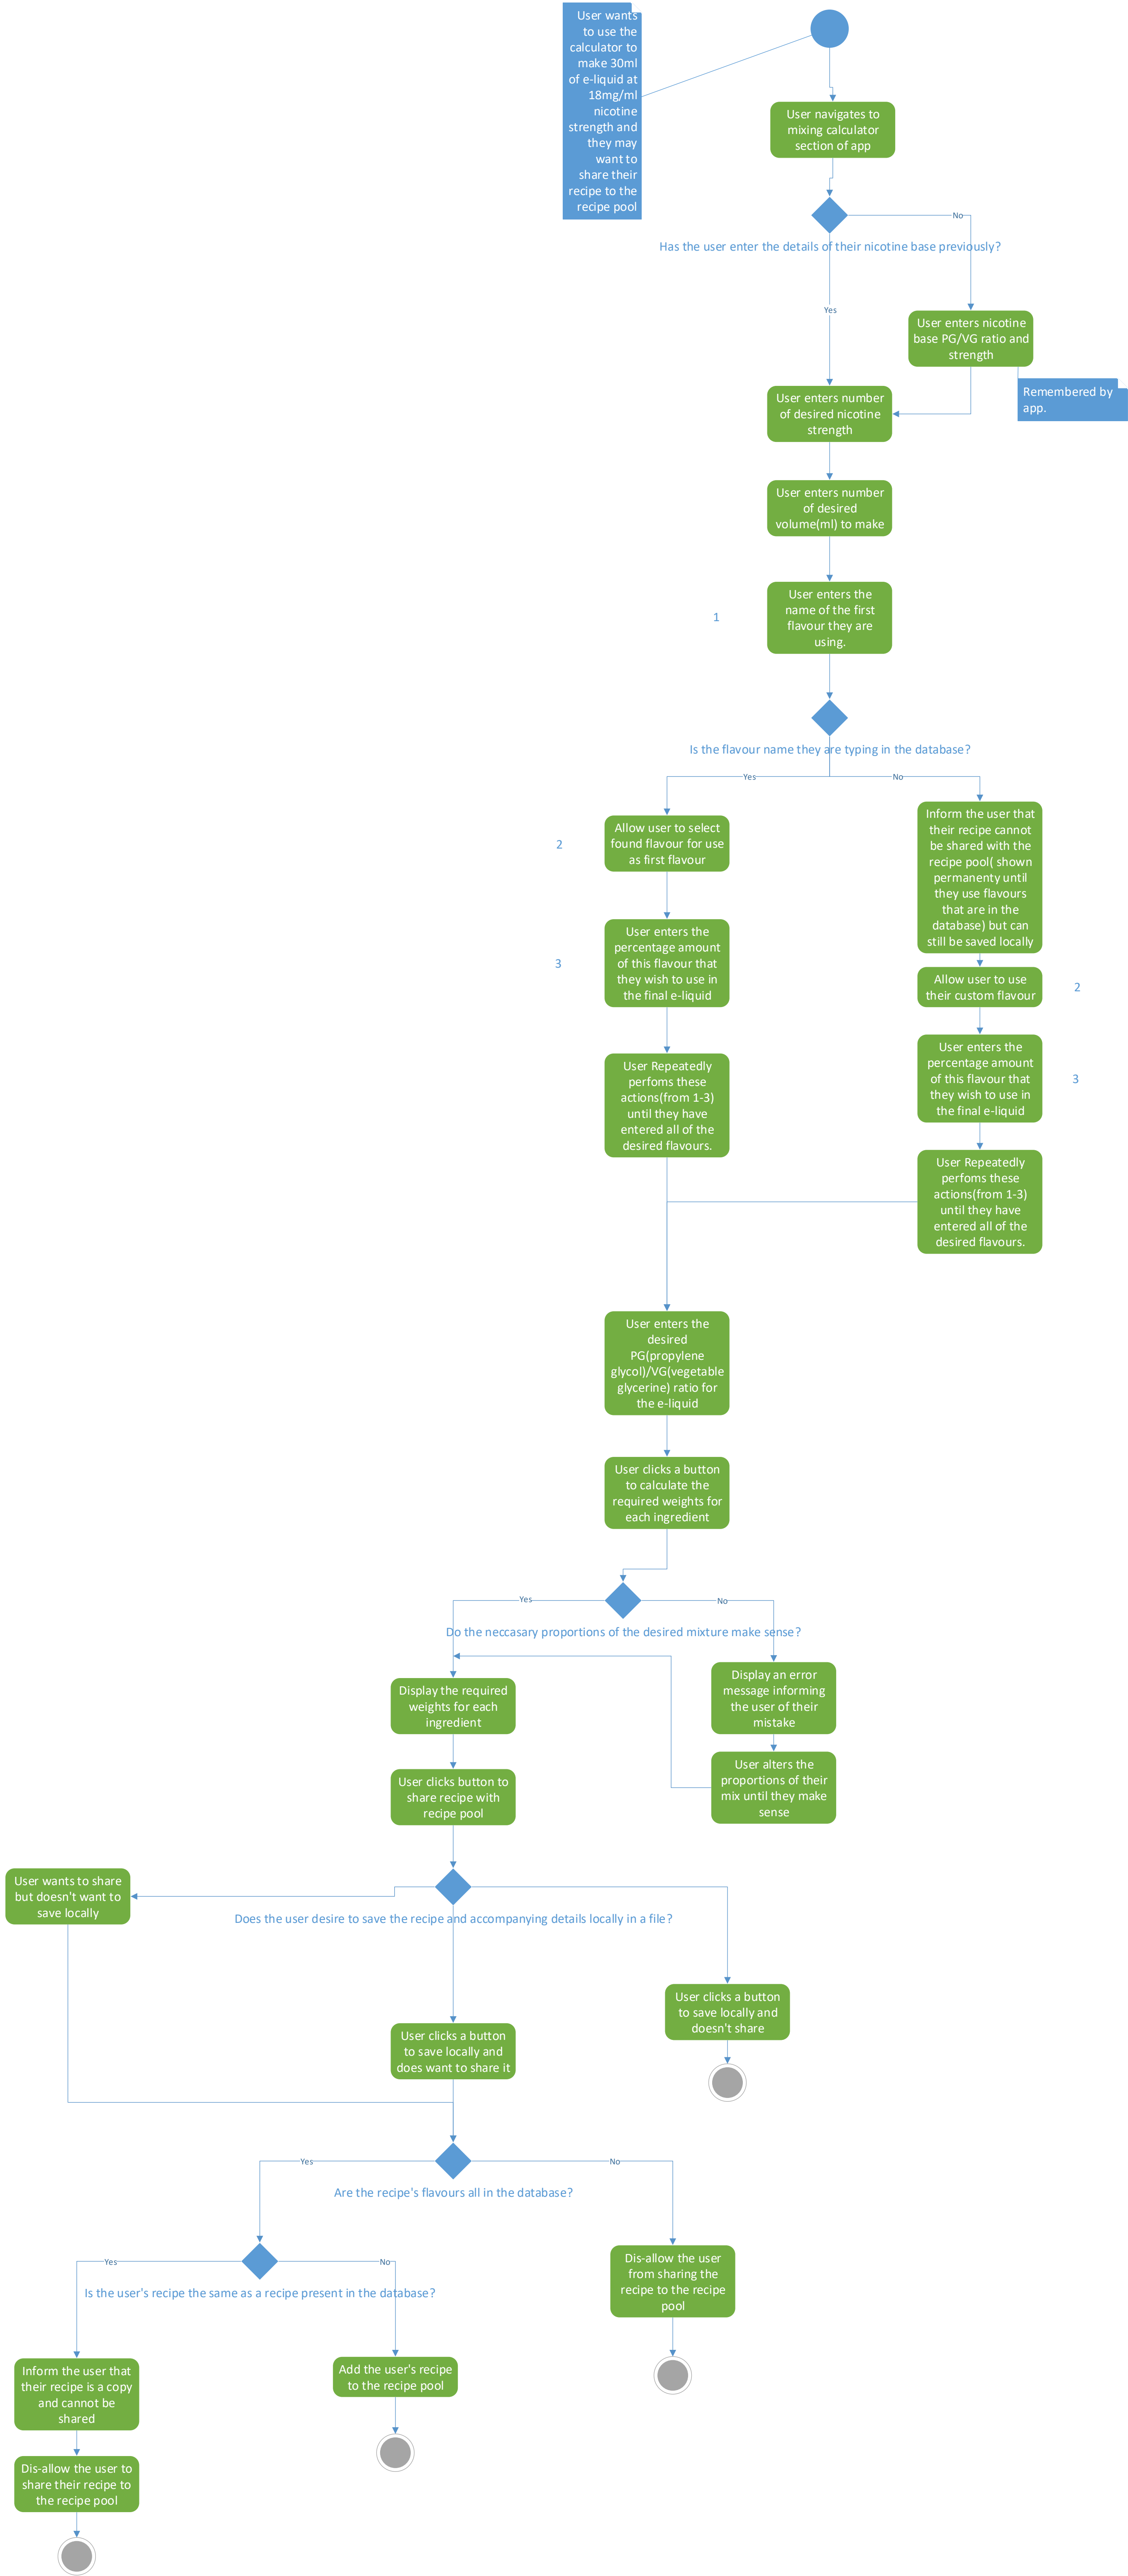 User wants
to use the
calculator to
make 30ml
of e-liquid at
18mg/ml
nicotine
strength and
they may
want to
share their
recipe to the
recipe pool
User navigates to
mixing calculator
section of app
No
Has the user enter the details of their nicotine base previously?
Yes
User enters nicotine
base PG/VG ratio and
strength
Remembered by
app.
User enters number
of desired nicotine
strength
User enters number
of desired
volume(ml) to make
1
User enters the
name of the first
flavour they are
using.
Is the flavour name they are typing in the database?
Yes
No
2
Allow user to select
found flavour for use
as first flavour
Inform the user that
their recipe cannot
be shared with the
recipe pool( shown
permanenty until
they use flavours
that are in the
database) but can
still be saved locally
3
User enters the
percentage amount
of this flavour that
they wish to use in
the final e-liquid
Allow user to use
their custom flavour
2
User Repeatedly
perfoms these
actions(from 1-3)
until they have
entered all of the
desired flavours.
User enters the
percentage amount
of this flavour that
they wish to use in
the final e-liquid
3
User Repeatedly
perfoms these
actions(from 1-3)
until they have
entered all of the
desired flavours.
User enters the
desired
PG(propylene
glycol)/VG(vegetable
glycerine) ratio for
the e-liquid
User clicks a button
to calculate the
required weights for
each ingredient
Yes
No
Do the neccasary proportions of the desired mixture make sense?
Display the required
weights for each
ingredient
Display an error
message informing
the user of their
mistake
User clicks button to
share recipe with
recipe pool
User alters the
proportions of their
mix until they make
sense
User wants to share
but doesn't want to
save locally
Does the user desire to save the recipe and accompanying details locally in a file?
User clicks a button
to save locally and
doesn't share
User clicks a button
to save locally and
does want to share it
Yes
No
Are the recipe's flavours all in the database?
Yes
No
Is the user's recipe the same as a recipe present in the database?
Dis-allow the user
from sharing the
recipe to the recipe
pool
Inform the user that
their recipe is a copy
and cannot be
shared
Add the user's recipe
to the recipe pool
Dis-allow the user to
share their recipe to
the recipe pool